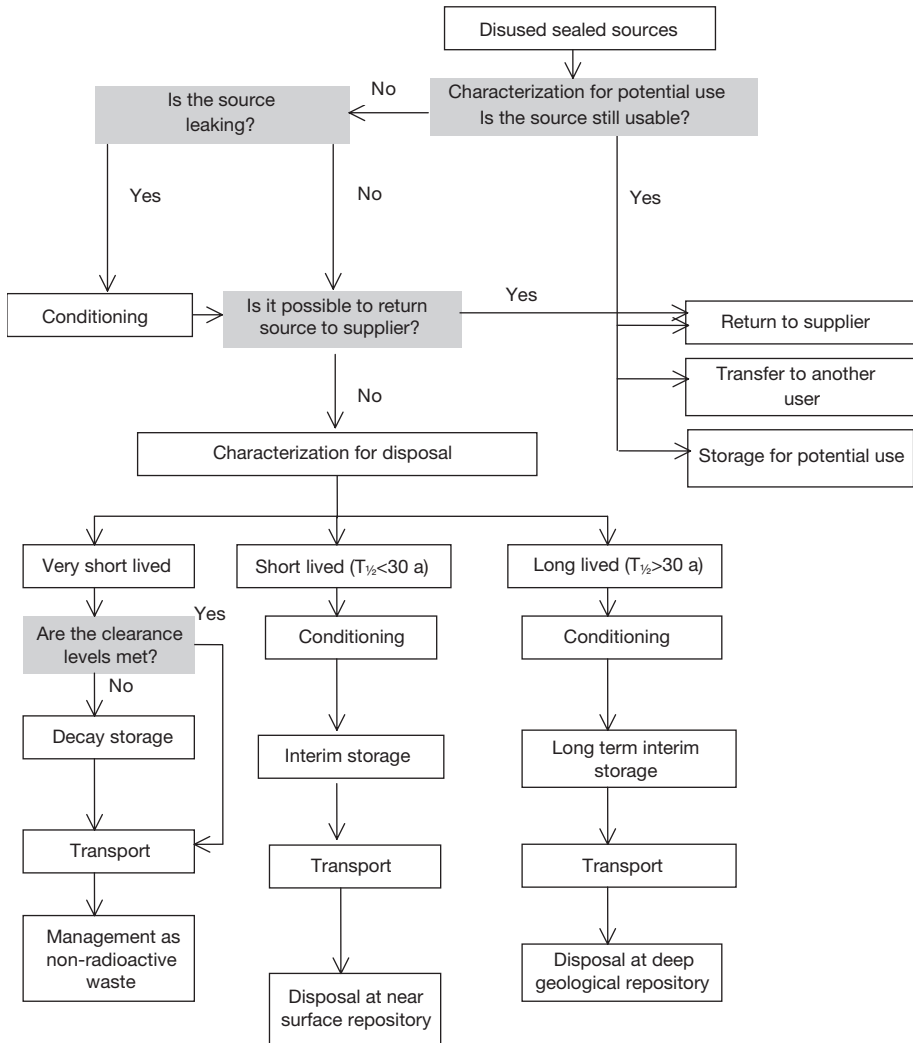 Disused sealed sources
Characterization for potential use
Is the source still usable?
No
Is the source
leaking?
Yes
No
Yes
Conditioning
Is it possible to return
source to supplier?
Yes
Return to supplier
Transfer to another
user
Storage for potential use
No
Characterization for disposal
Very short lived
Short lived (T½<30 a)
Long lived (T½>30 a)
Yes
Are the clearance
levels met?
Conditioning
Conditioning
No
Decay storage
Interim storage
Long term interim
storage
Transport
Transport
Transport
Management as
non-radioactive
waste
Disposal at near
surface repository
Disposal at deep
geological repository